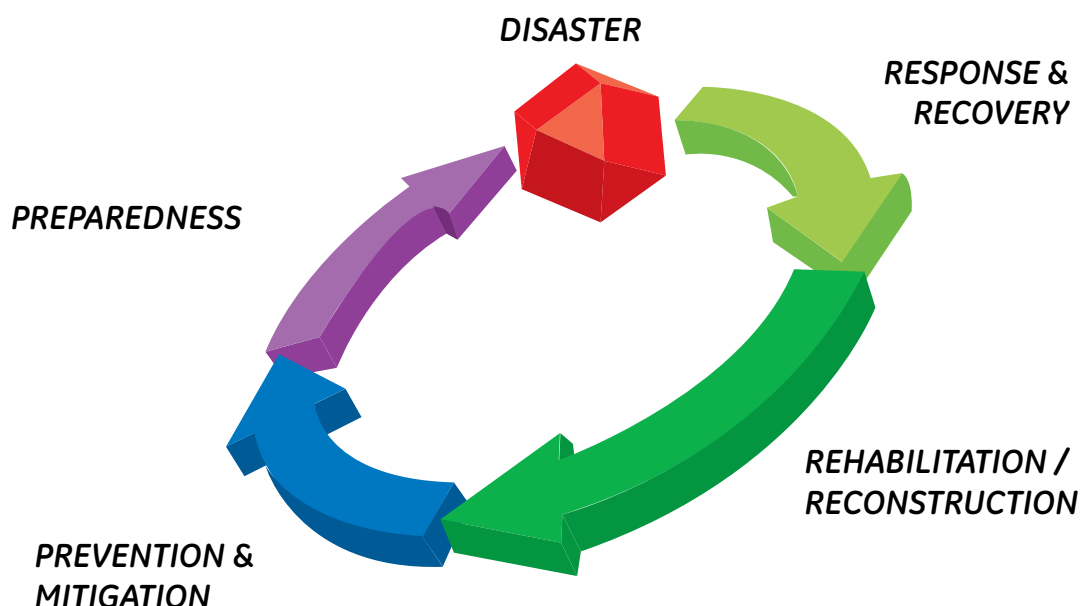 DISASTER
RESPONSE &
RECOVERY
PREPAREDNESS
REHABILITATION /
RECONSTRUCTION
PREVENTION &
MITIGATION